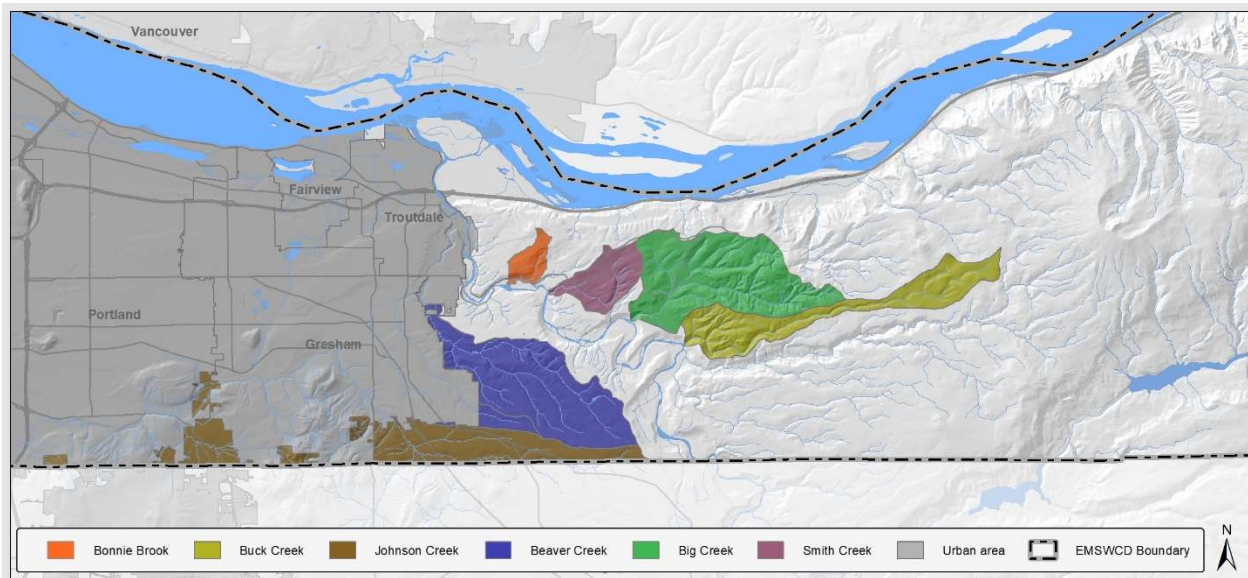 Vancouver
Fairview
Troutdale
Portland
Gresham
Bonnie Brook Buck Creek Johnson Creek Beaver Creek Big Creek Smith Creek Urban area EMSWCD Boundary
N